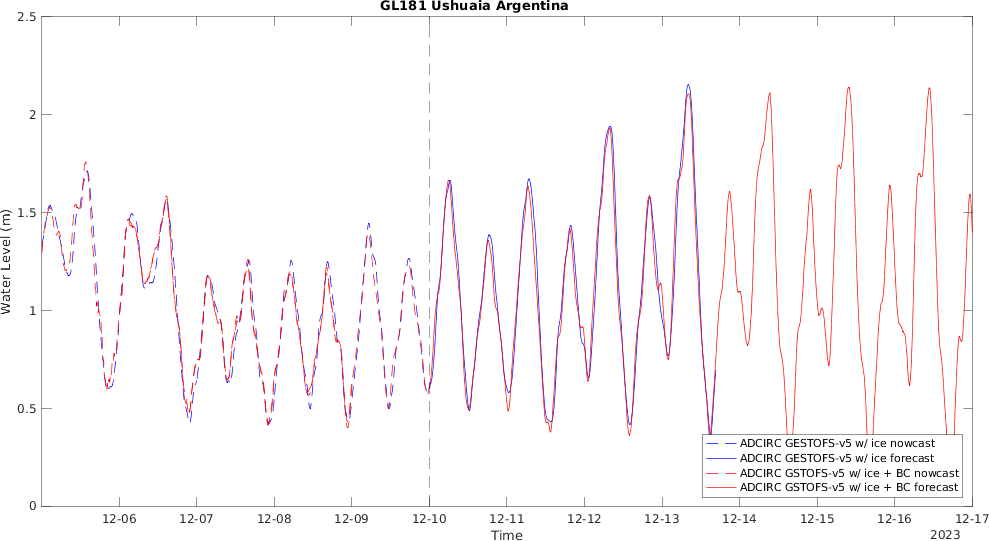 GL181 Ushuaia Argentina
2.5
2
1.5
1
0.5
0
Water Level (m)
12-06
12-07
12-08
12-09
12-10
12-11
12-12
12-13
12-14
12-15
12-16
12-17
Time
2023
ADCIRC GESTOFS-v5 w/ ice nowcast
ADCIRC GESTOFS-v5 w/ ice forecast
ADCIRC GSTOFS-v5 w/ ice + BC nowcast
ADCIRC GSTOFS-v5 w/ ice + BC forecast